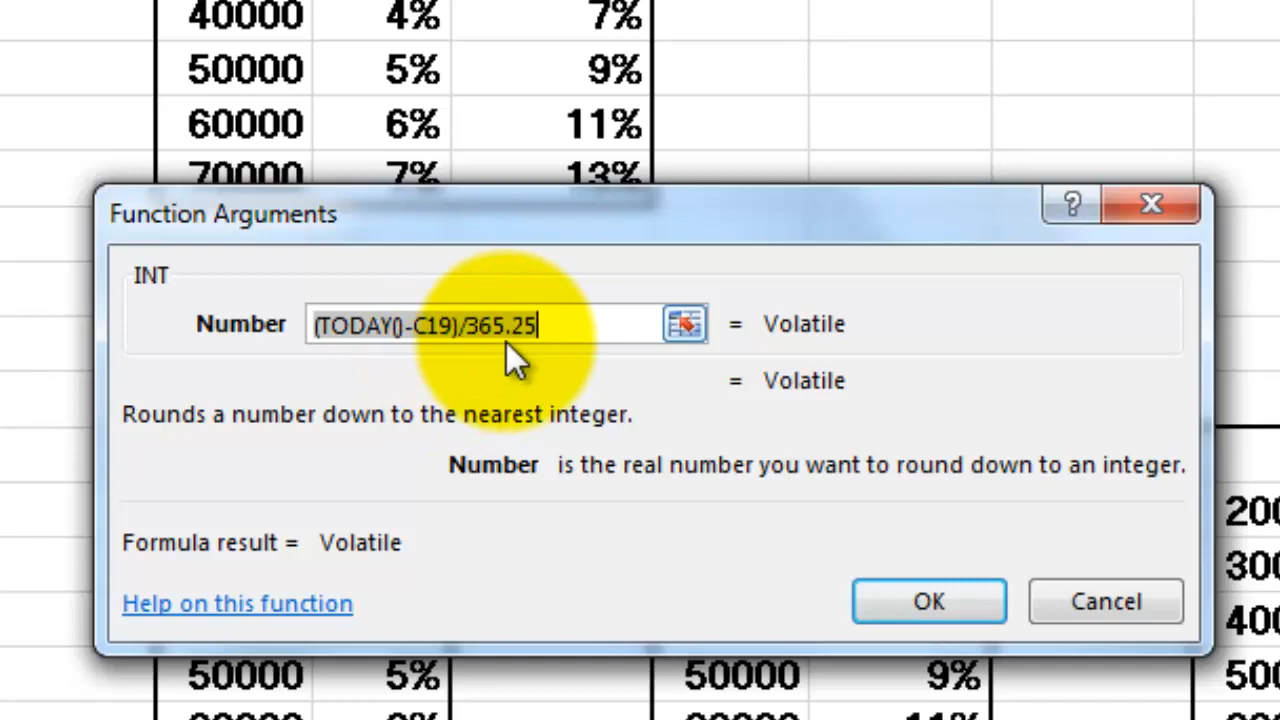 40000 4% 7%
50000 5% 9%
60000 6% 11%
70000 7% 13%
Function Arguments
?
INT
Number (TODAY()-C19)/365.25 = Volatile
= Volatile
Rounds a number down to the nearest integer.
Number is the real number you want to round down to an integer.
Formula result = Volatile
Help on this function OK Cancel
50000 5% 50000 9%